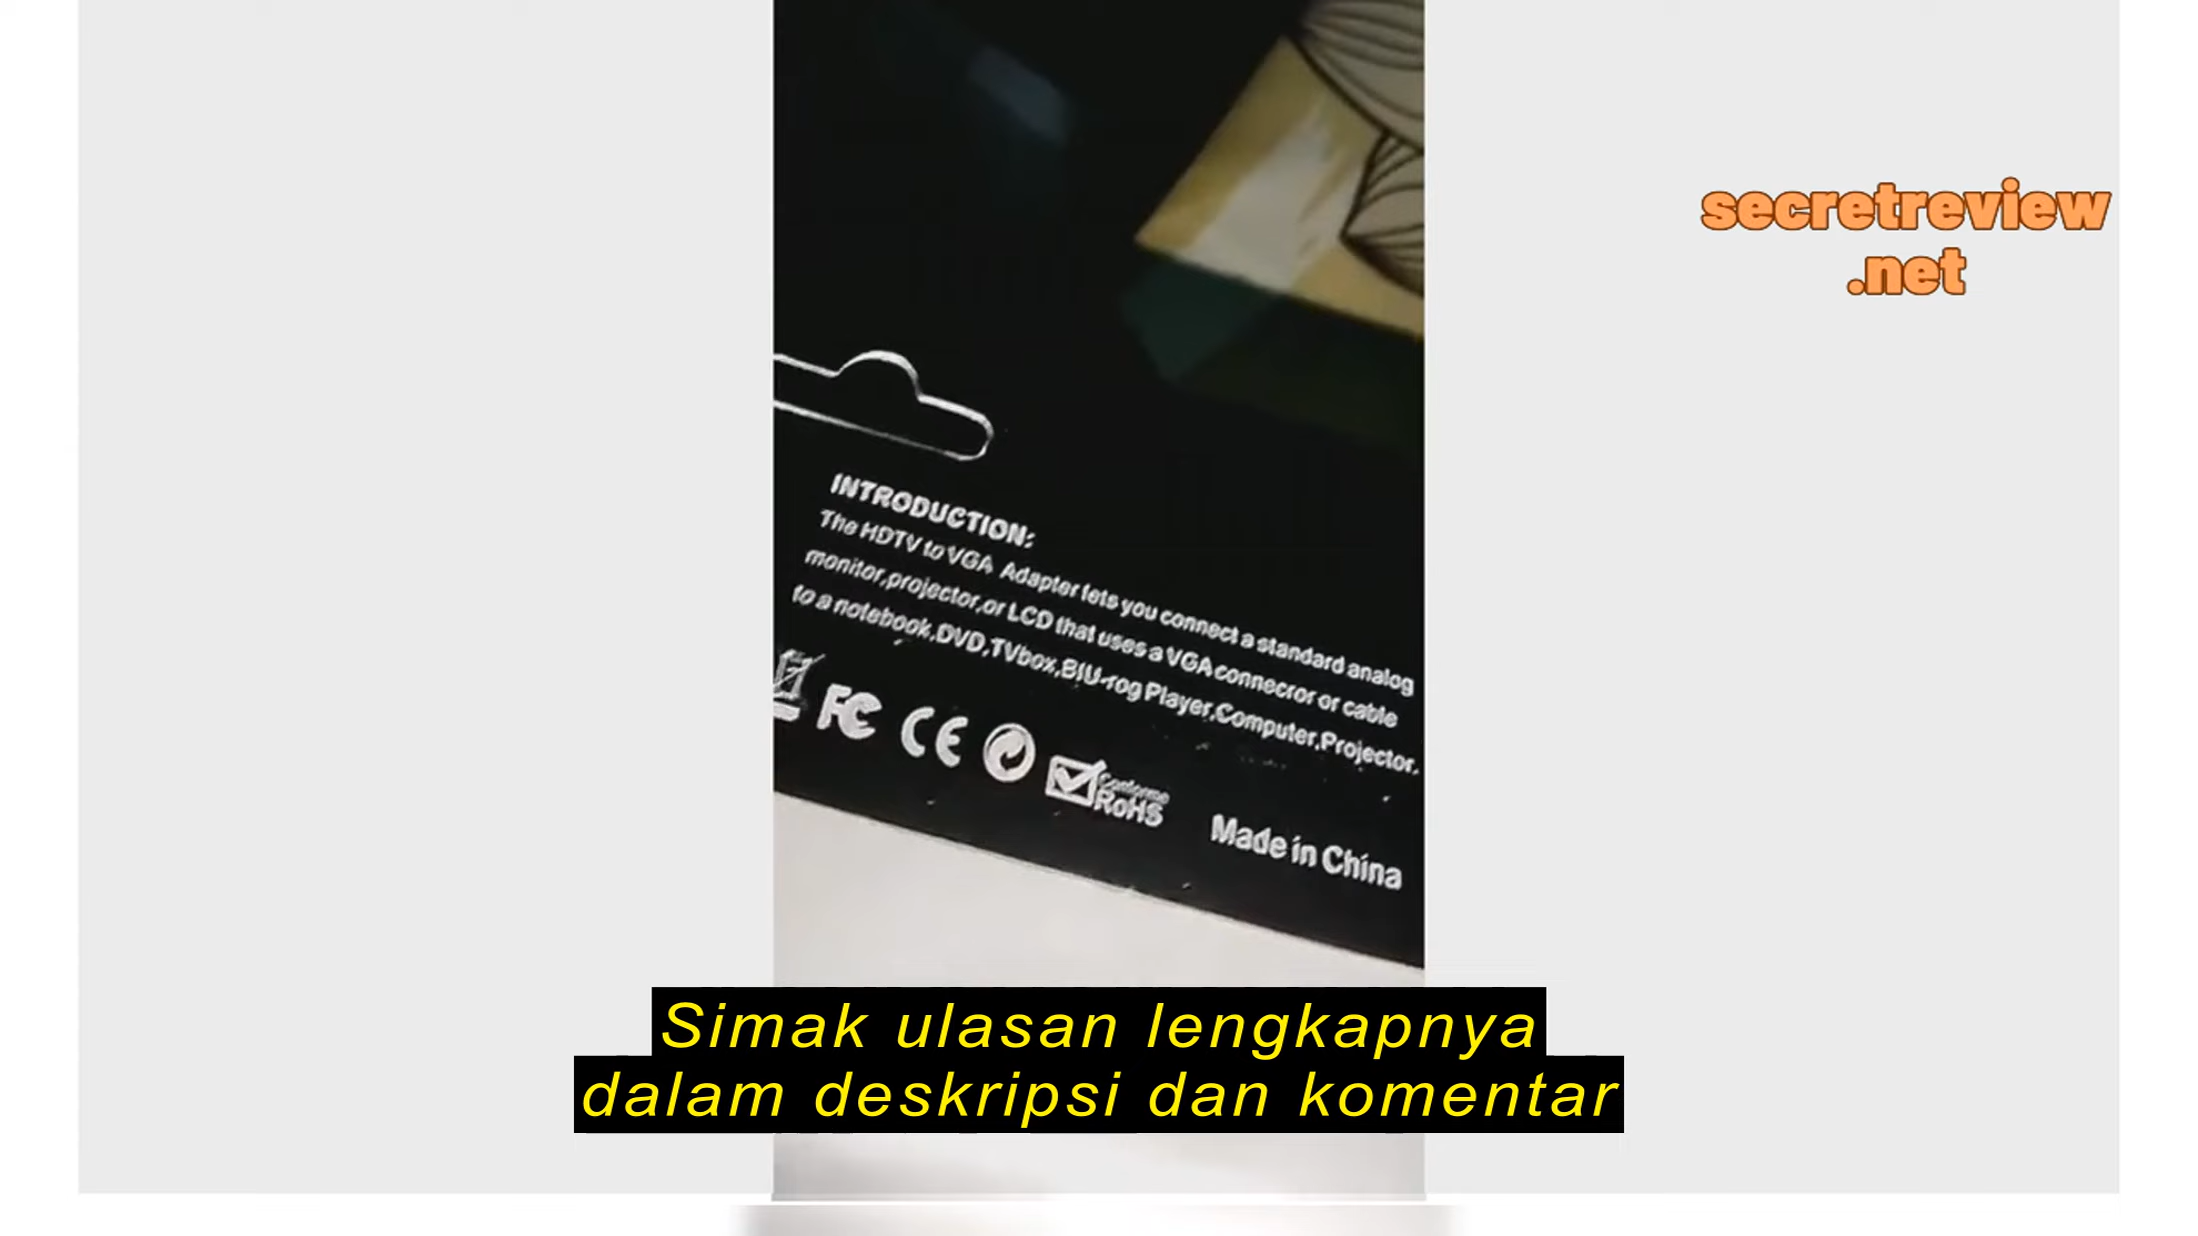 secretreview
.net
INTRODUCTION:
The HDTV to VGA Adapter lets you connect a standard analog
monitor,projector,or LCD that uses a VGA connecror or cable
to a notebook,DVD,TVbox,BIU-rog Player,Computer,Projector.
FC CE
Conforme
RoHS
Made in China
Simak ulasan lengkapnya
dalam deskripsi dan komentar